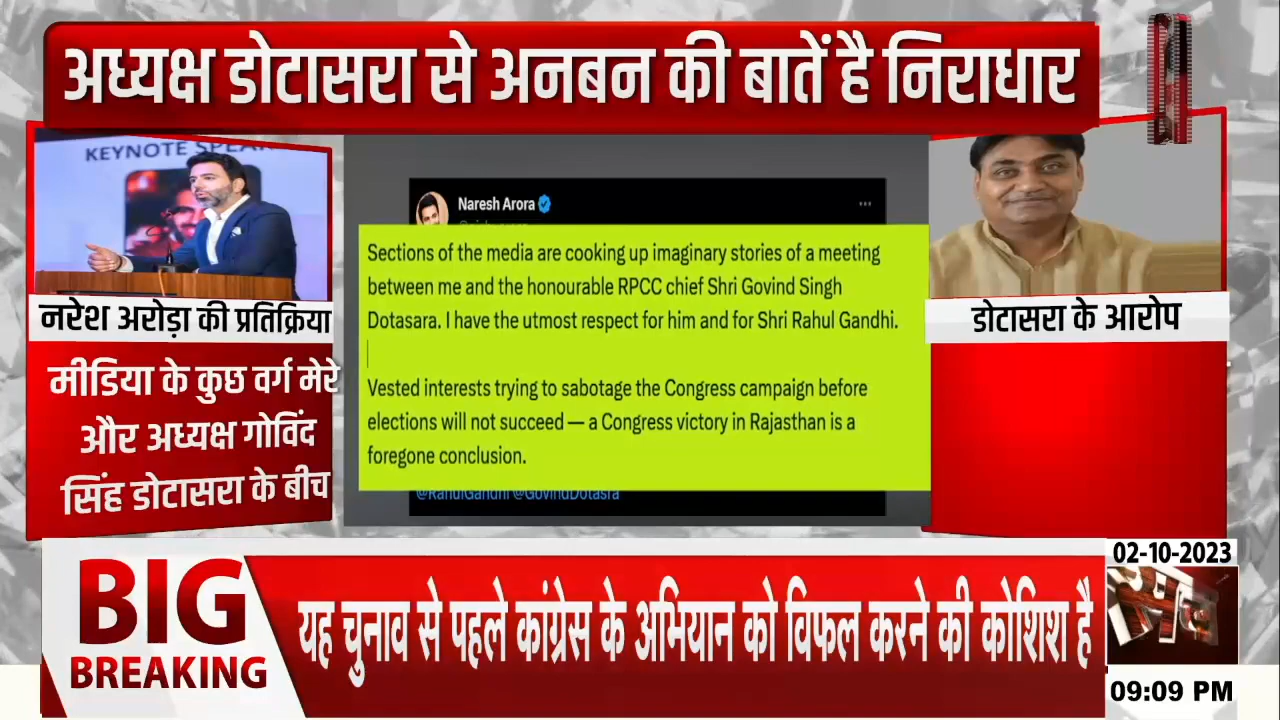 अध्यक्ष डोटासरा से अनबन की बातें है निराधार
KEYNOTE
Naresh Arora
Sections of the media are cooking up imaginary stories of a meeting
between me and the honourable RPCC chief Shri Govind Singh
Dotasara. I have the utmost respect for him and for Shri Rahul Gandhi.
Vested interests trying to sabotage the Congress campaign before
elections will not succeed — a Congress victory in Rajasthan is a
foregone conclusion.
@RahulGandhi @GovindDotasra
नरेश अरोड़ा की प्रतिक्रिया
मीडिया के कुछ वर्ग मेरे
और अध्यक्ष गोविंद
सिंह डोटासरा के बीच
डोटासरा के आरोप
BIG
BREAKING
यह चुनाव से पहले कांग्रेस के अभियान को विफल करने की कोशिश है
02-10-2023
09:09 PM